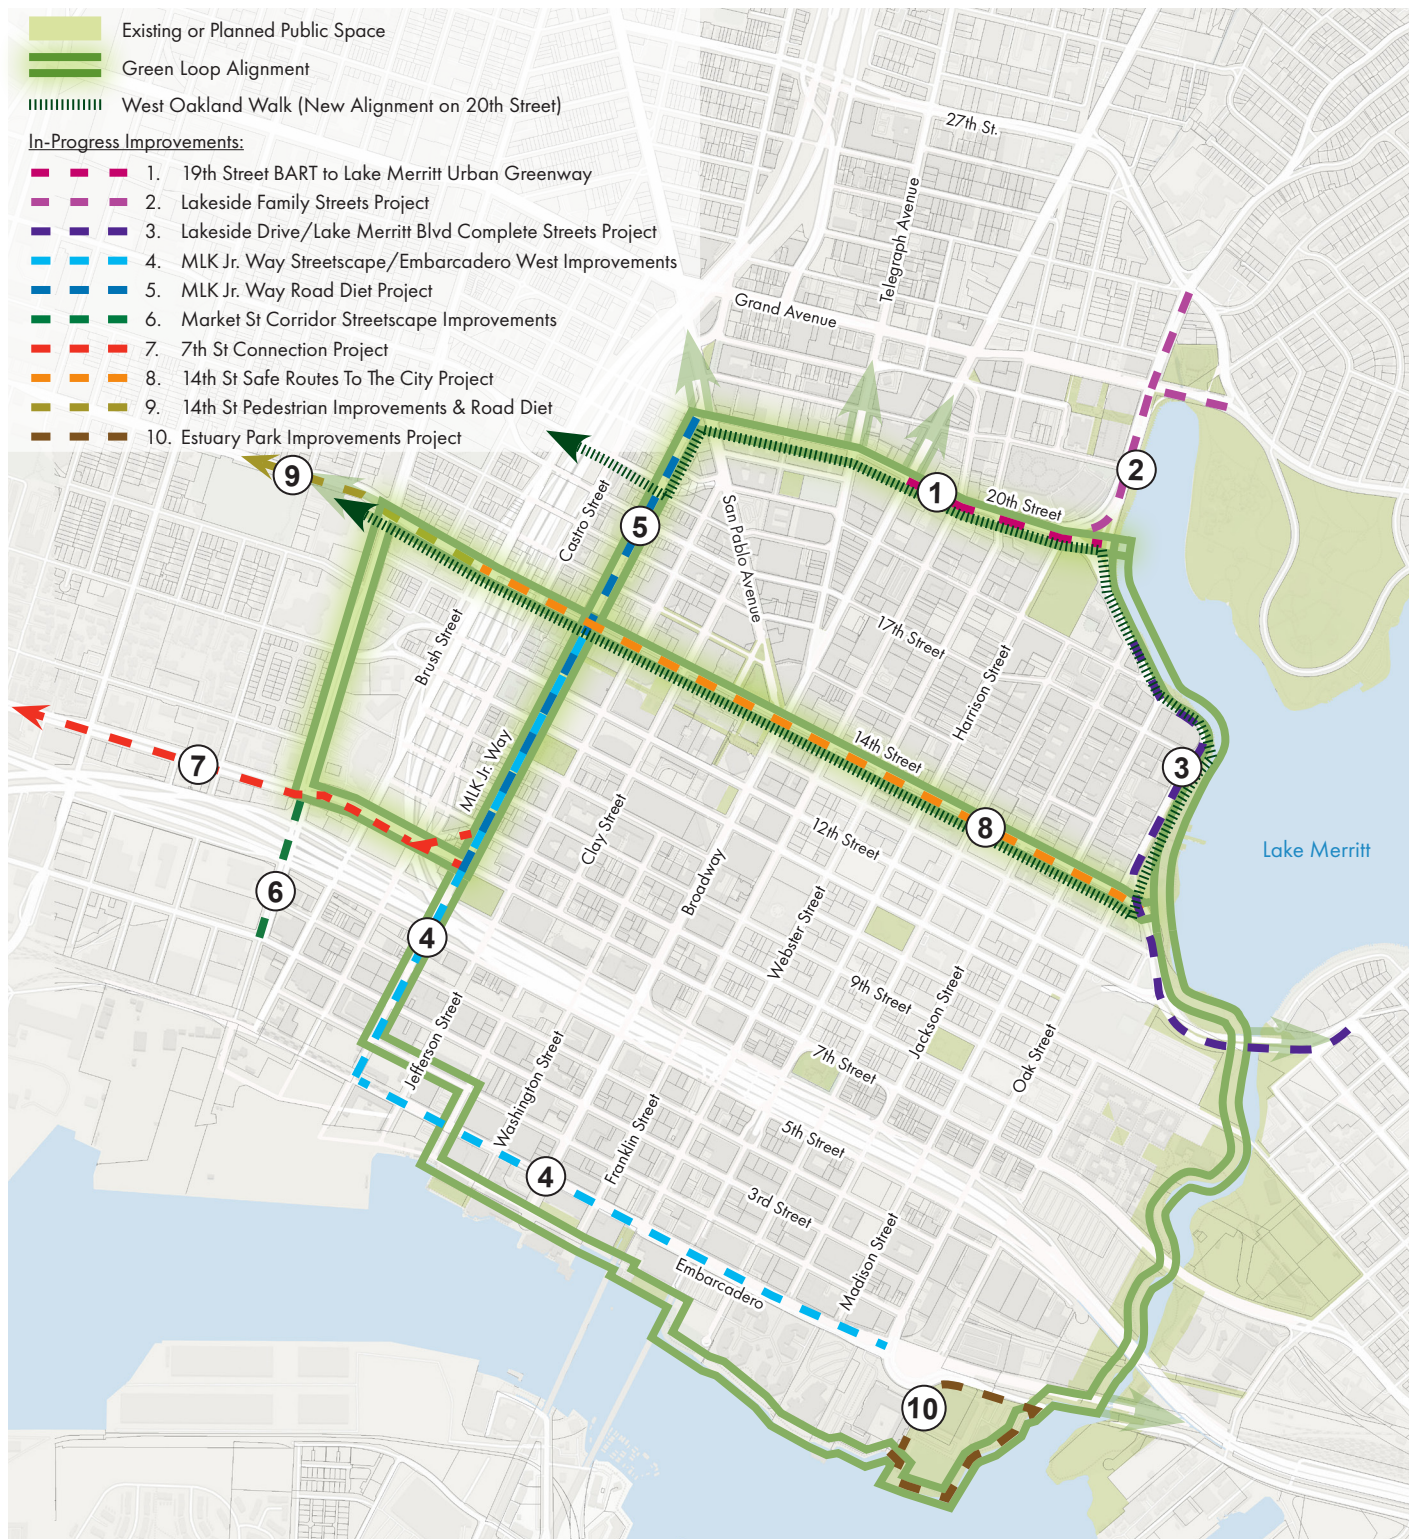 Existing or Planned Public Space
Green Loop Alignment
West Oakland Walk (New Alignment on 20th Street)
In-Progress Improvements:
1. 19th Street BART to Lake Merritt Urban Greenway
2. Lakeside Family Streets Project
3. Lakeside Drive/Lake Merritt Blvd Complete Streets Project
4. MLK Jr. Way Streetscape/Embarcadero West Improvements
5. MLK Jr. Way Road Diet Project
6. Market St Corridor Streetscape Improvements
7. 7th St Connection Project
8. 14th St Safe Routes To The City Project
9. 14th St Pedestrian Improvements & Road Diet
10. Estuary Park Improvements Project
27th St.
Telegraph Avenue
Grand Avenue
9
2
1
20th Street
5
Castro Street
San Pablo Avenue
17th Street
Brush Street
Harrison Street
14th Street
MLK Jr. Way
7
3
8
Clay Street
12th Street
Lake Merritt
Broadway
6
Webster Street
4
9th Street
Jackson Street
Jefferson Street
Oak Street
7th Street
Washington Street
Franklin Street
5th Street
4
3rd Street
Madison Street
Embarcadero
10